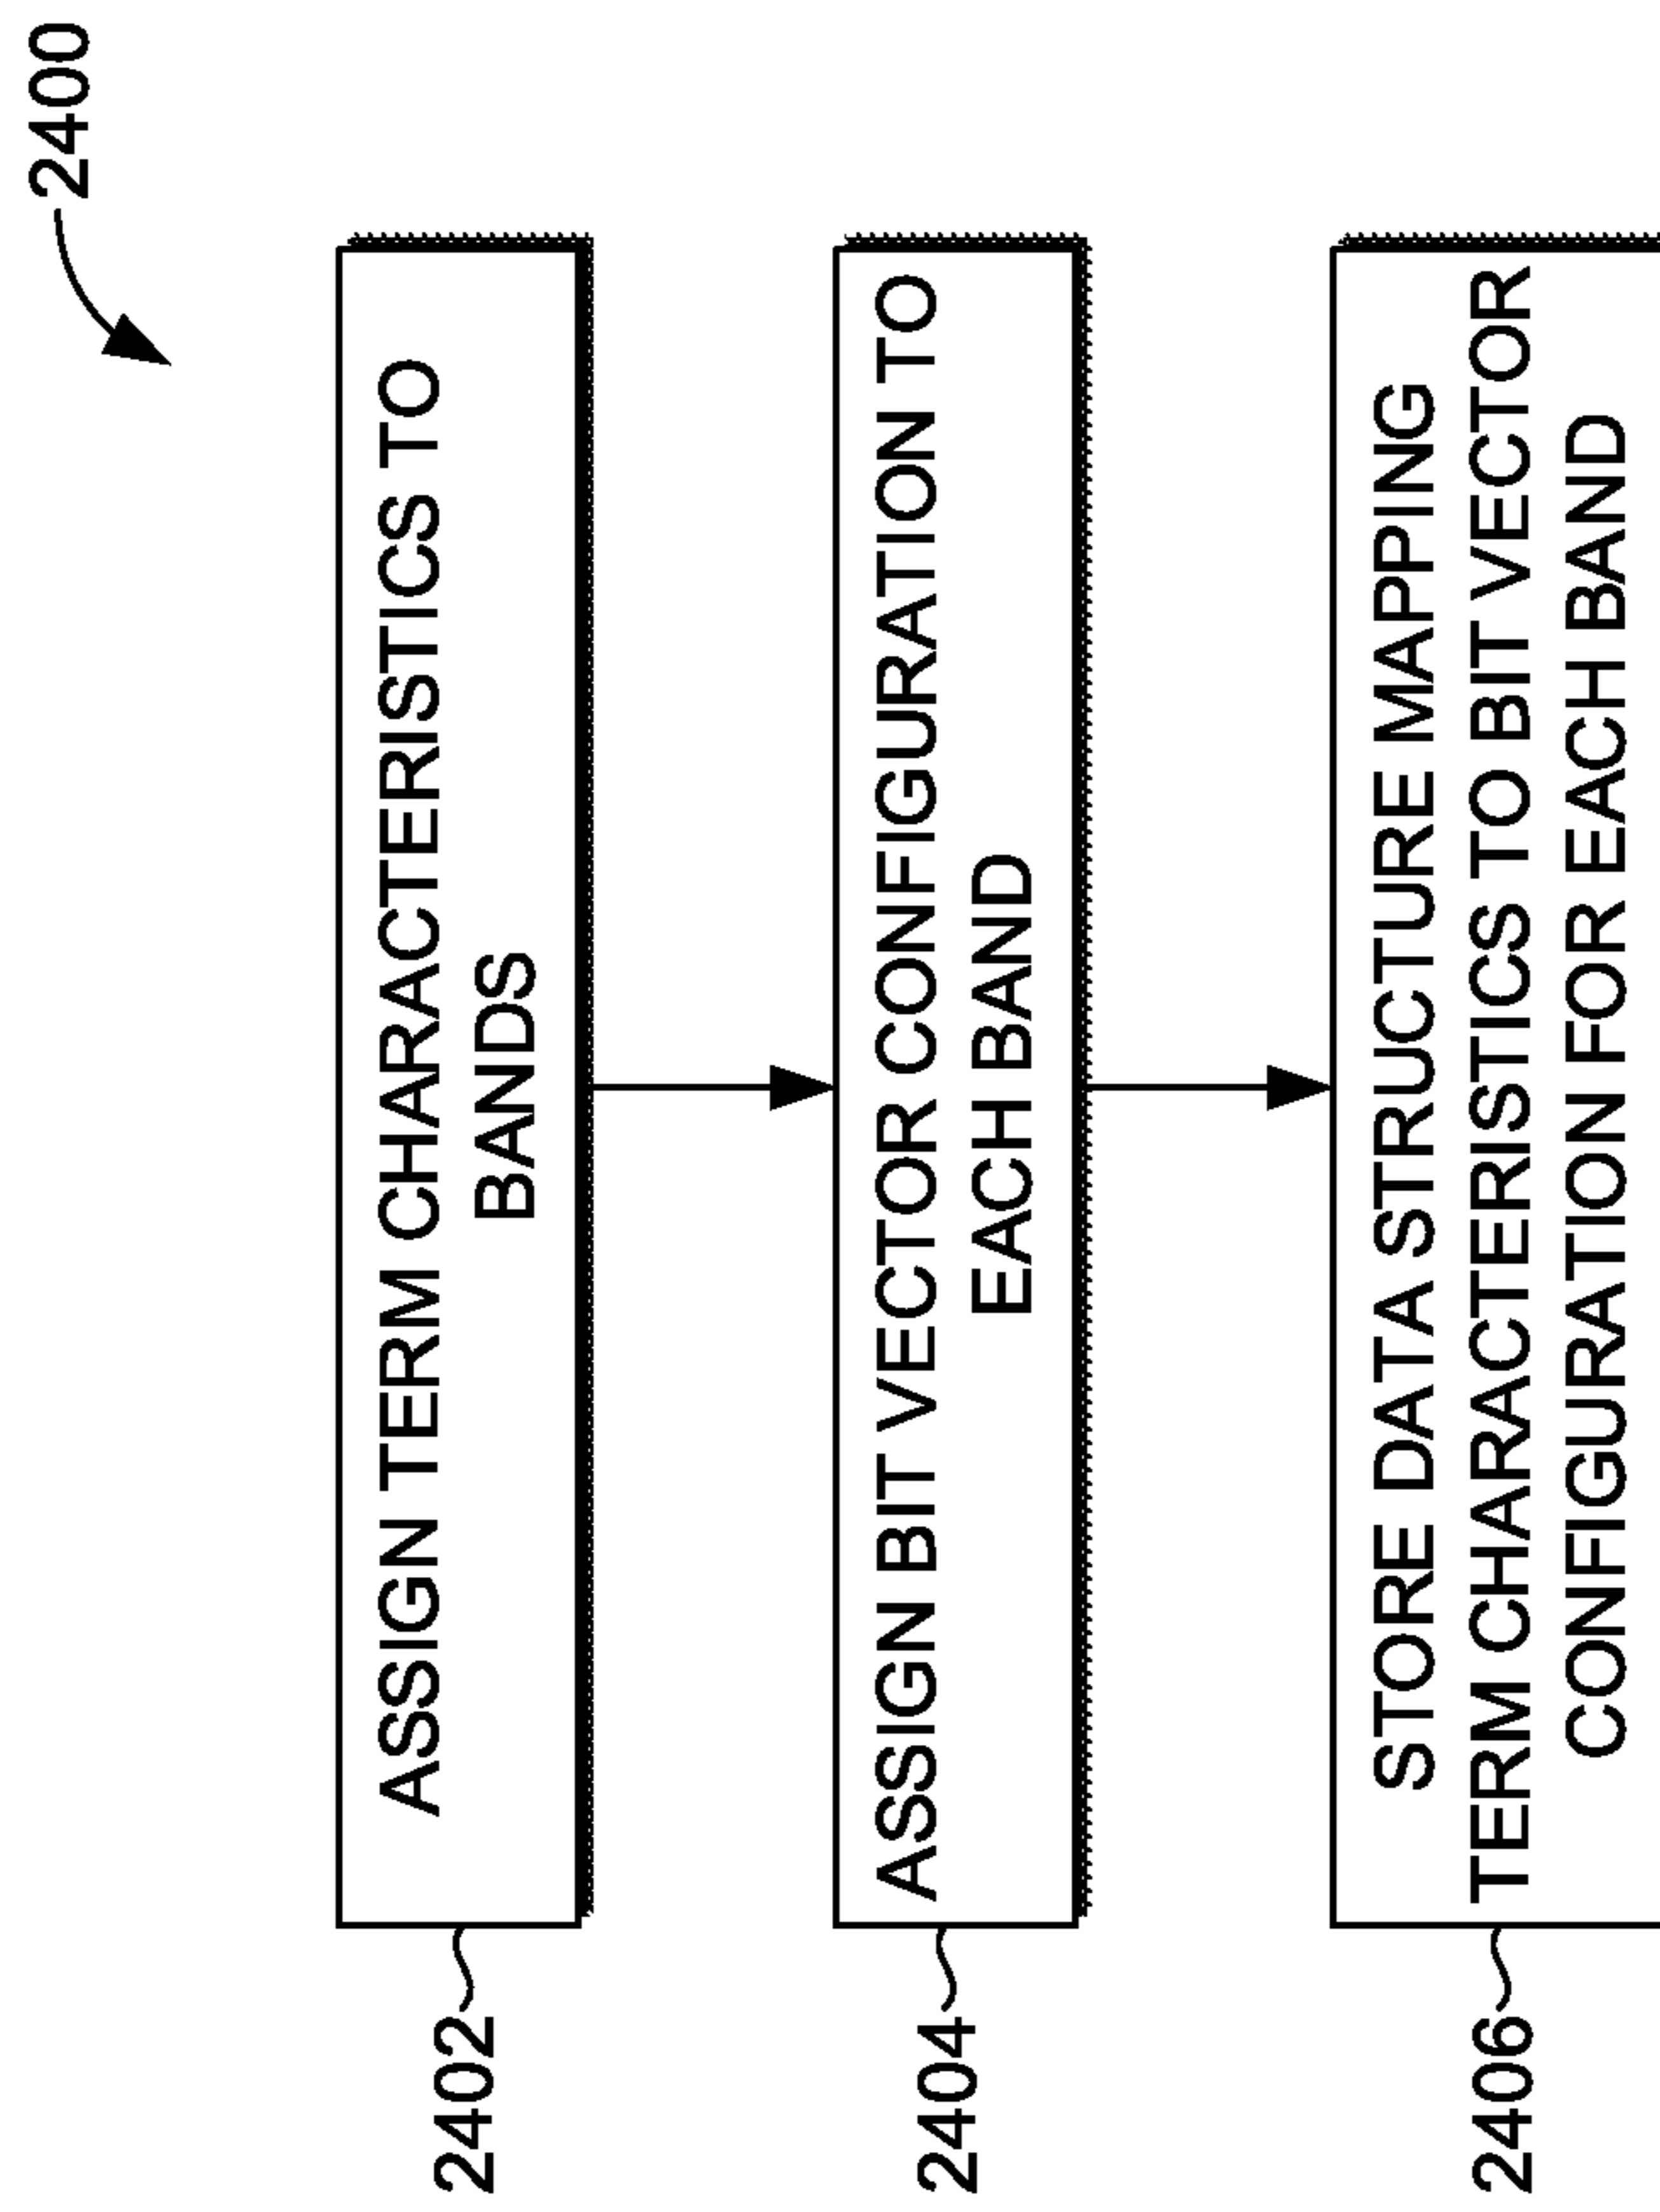 2400
2402
ASSIGN TERM CHARACTERISTICS TO
BANDS
2404
ASSIGN BIT VECTOR CONFIGURATION TO
EACH BAND
2406
STORE DATA STRUCTURE MAPPING
TERM CHARACTERISTICS TO BIT VECTOR
CONFIGURATION FOR EACH BAND